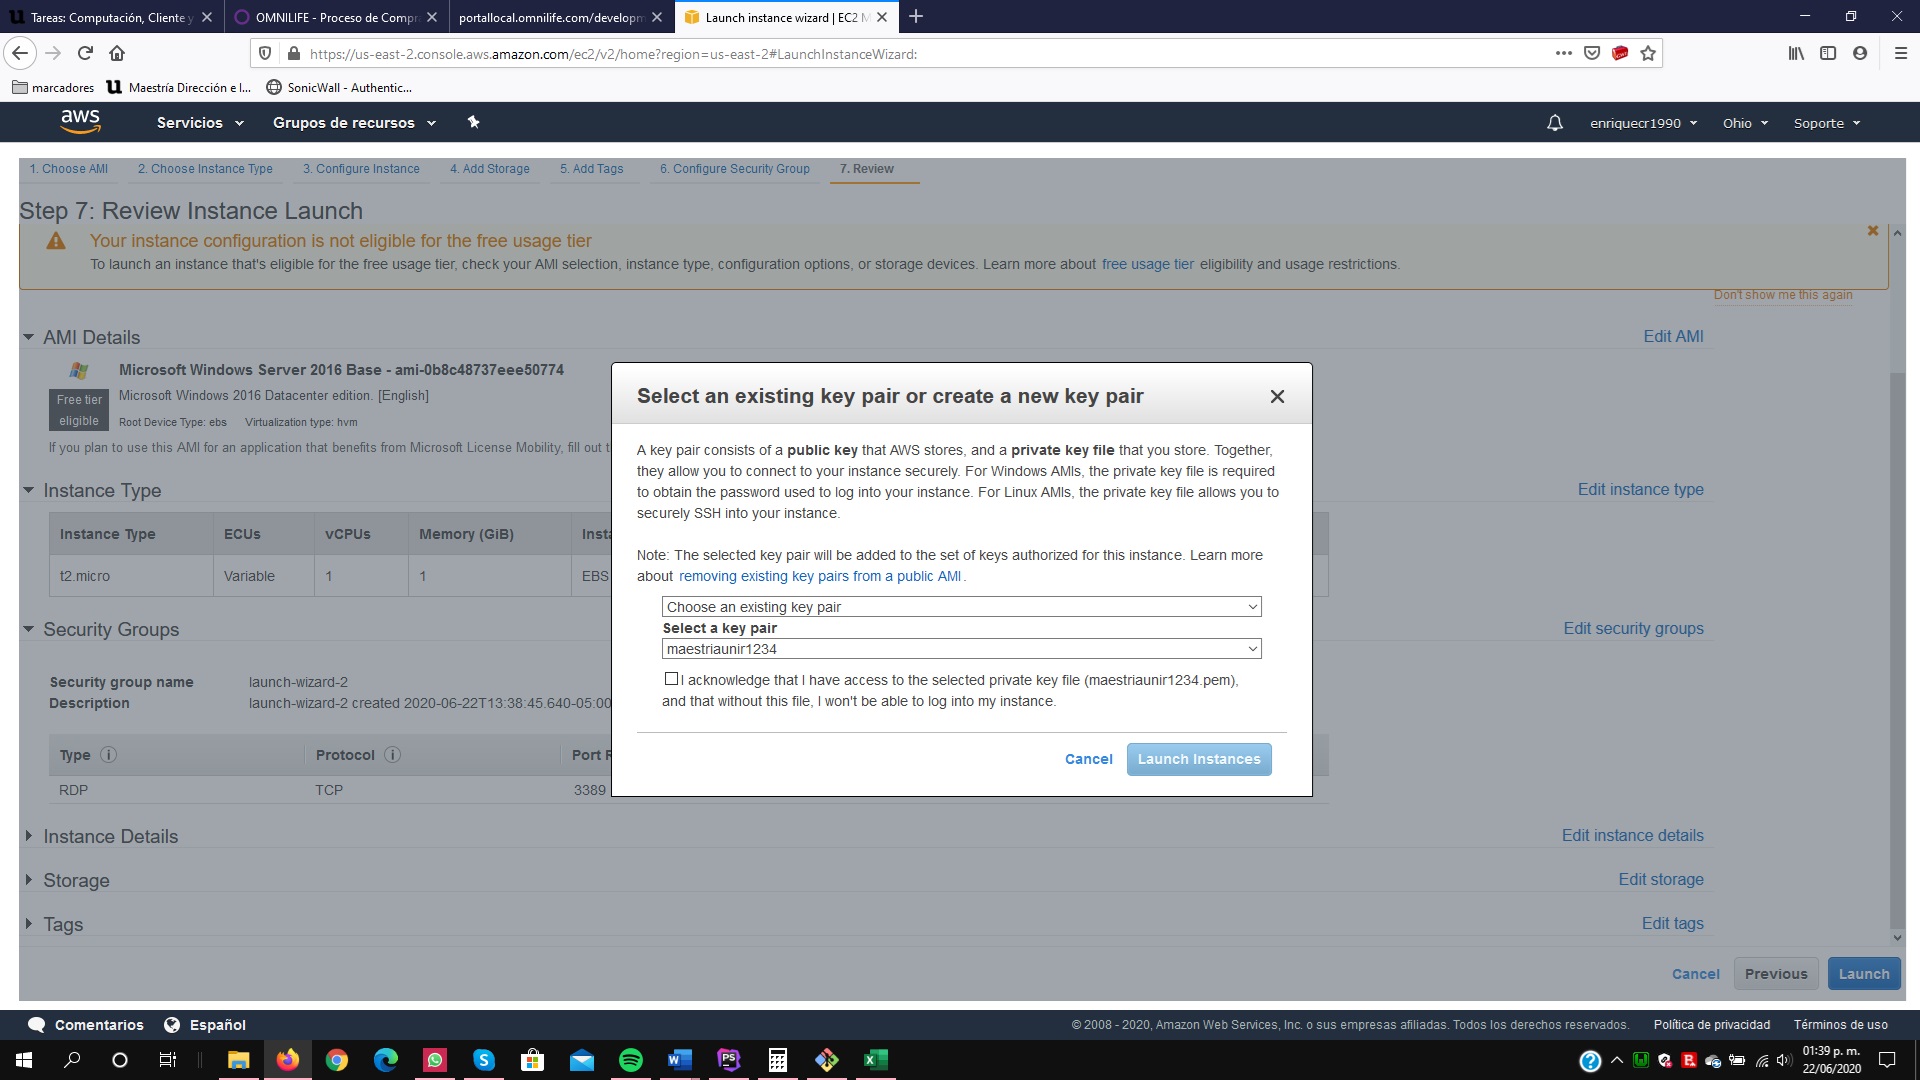 Tareas: Computación, Cliente y
OMNILIFE - Proceso de Compr
portallocal.omnilife.com/developm
Launch instance wizard | EC2 M
https://us-east-2.console.aws.amazon.com/ec2/v2/home?region=us-east-2#LaunchInstanceWizard:
marcadores
Maestría Dirección e I...
SonicWall - Authentic...
aws
Servicios
Grupos de recursos
enriquecr1990
Ohio
Soporte
1. Choose AMI
2. Choose Instance Type
3. Configure Instance
4. Add Storage
5. Add Tags
6. Configure Security Group
7. Review
Step 7: Review Instance Launch
Your instance configuration is not eligible for the free usage tier
To launch an instance that's eligible for the free usage tier, check your AMI selection, instance type, configuration options, or storage devices. Learn more about free usage tier eligibility and usage restrictions.
Don't show me this again
AMI Details
Edit AMI
Microsoft Windows Server 2016 Base - ami-0b8c48737eee50774
Free tier
eligible
Microsoft Windows 2016 Datacenter edition. [English]
Root Device Type: ebs Virtualization type: hvm
If you plan to use this AMI for an application that benefits from Microsoft License Mobility, fill out t
Instance Type
Edit instance type
Instance Type ECUs vCPUs Memory (GiB) Insta
t2.micro Variable 1 1 EBS
Security Groups
Edit security groups
Security group name launch-wizard-2
Description launch-wizard-2 created 2020-06-22T13:38:45.640-05:00
Type Protocol Port R
RDP TCP 3389
Instance Details
Edit instance details
Storage
Edit storage
Tags
Edit tags
Cancel
Previous
Launch
Select an existing key pair or create a new key pair
A key pair consists of a public key that AWS stores, and a private key file that you store. Together,
they allow you to connect to your instance securely. For Windows AMIs, the private key file is required
to obtain the password used to log into your instance. For Linux AMIs, the private key file allows you to
securely SSH into your instance.
Note: The selected key pair will be added to the set of keys authorized for this instance. Learn more
about removing existing key pairs from a public AMI.
Choose an existing key pair
Select a key pair
maestriaunir1234
I acknowledge that I have access to the selected private key file (maestriaunir1234.pem),
and that without this file, I won't be able to log into my instance.
Cancel
Launch Instances
Comentarios
Español
© 2008 - 2020, Amazon Web Services, Inc. o sus empresas afiliadas. Todos los derechos reservados.
Política de privacidad
Términos de uso
01:39 p. m.
22/06/2020